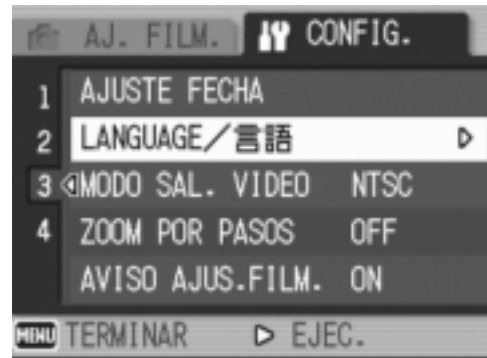 AJ. FILM. CONFIG.
1 AJUSTE FECHA
2 LANGUAGE/言語
3 MODO SAL. VIDEO NTSC
4 ZOOM POR PASOS OFF
AVISO AJUS.FILM. ON
MENU TERMINAR EJEC.